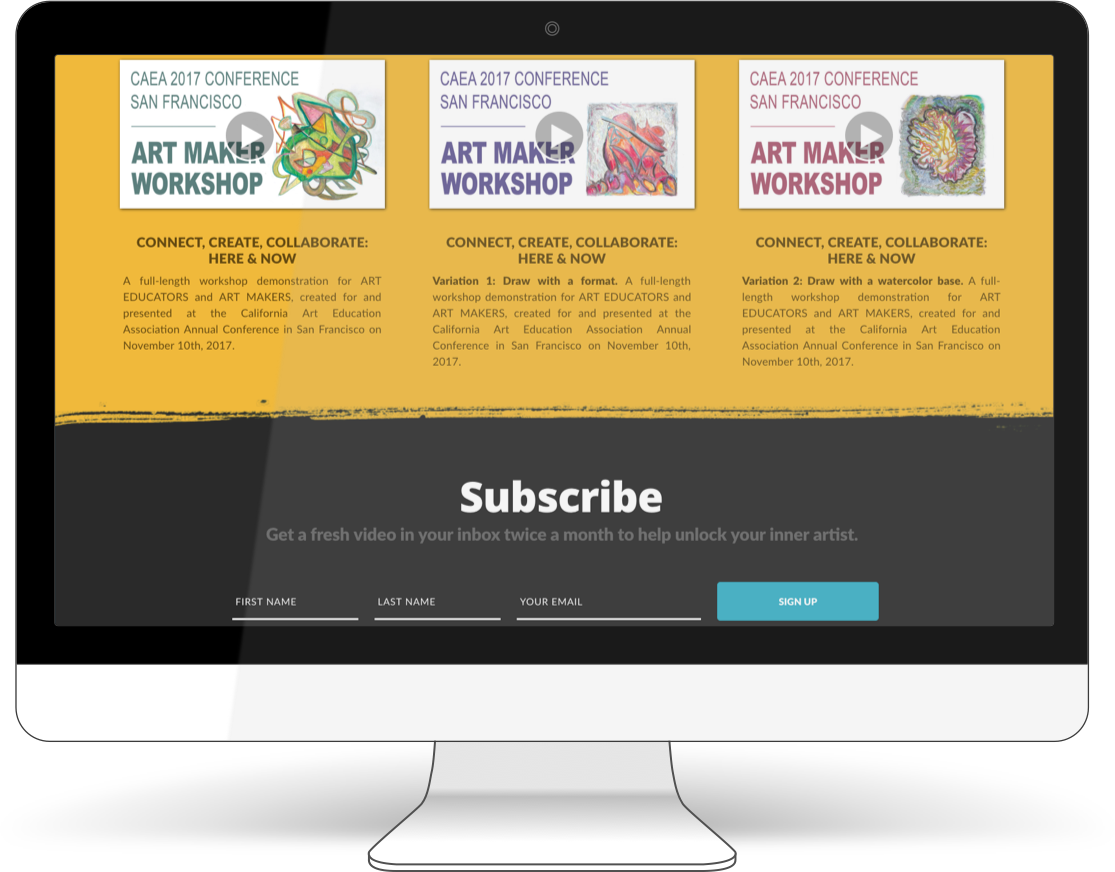 CAEA 2017 CONFERENCE
SAN FRANCISCO
ART MAKER
WORKSHOP
CONNECT, CREATE, COLLABORATE:
HERE & NOW
A full-length workshop demonstration for ART
EDUCATORS and ART MAKERS, created for and
presented at the California Art Education
Association Annual Conference in San Francisco on
November 10th, 2017.
CAEA 2017 CONFERENCE
SAN FRANCISCO
ART MAKER
WORKSHOP
CONNECT, CREATE, COLLABORATE:
HERE & NOW
Variation 1: Draw with a format. A full-length
workshop demonstration for ART EDUCATORS and
ART MAKERS, created for and presented at the
California Art Education Association Annual
Conference in San Francisco on November 10th,
2017.
CAEA 2017 CONFERENCE
SAN FRANCISCO
ART MAKER
WORKSHOP
CONNECT, CREATE, COLLABORATE:
HERE & NOW
Variation 2: Draw with a watercolor base. A full-
length workshop demonstration for ART
EDUCATORS and ART MAKERS, created for and
presented at the California Art Education
Association Annual Conference in San Francisco on
November 10th, 2017.
Subscribe
Get a fresh video in your inbox twice a month to help unlock your inner artist.
FIRST NAME
LAST NAME
YOUR EMAIL
SIGN UP